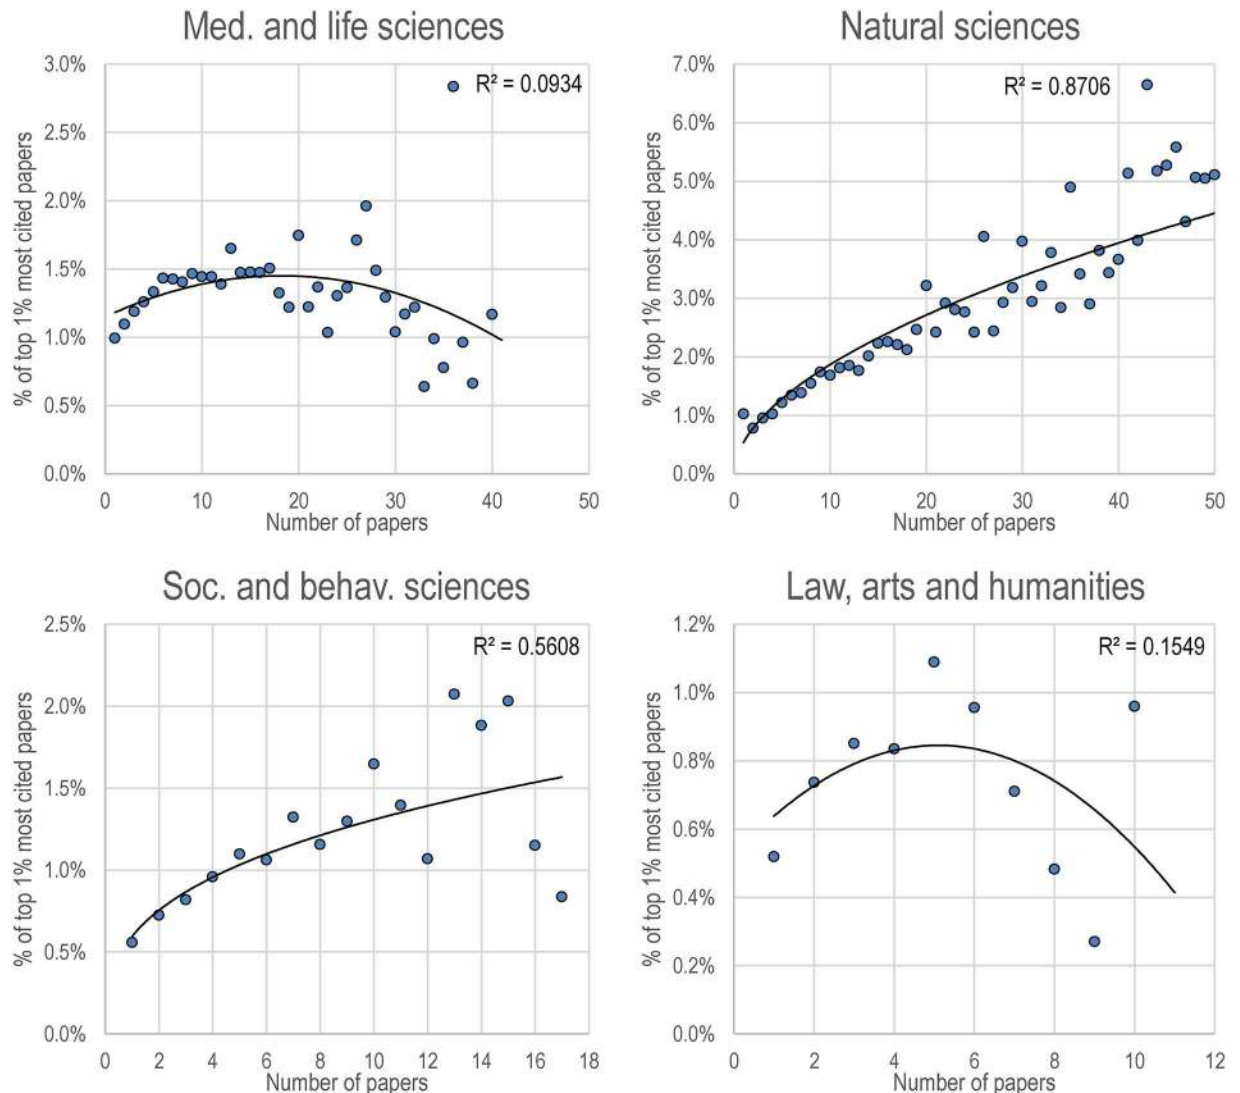 Med. and life sciences
R² = 0.0934
% of top 1% most cited papers
3.0%
2.5%
2.0%
1.5%
1.0%
0.5%
0.0%
0 10 20 30 40 50
Number of papers
Natural sciences
R² = 0.8706
% of top 1% most cited papers
7.0%
6.0%
5.0%
4.0%
3.0%
2.0%
1.0%
0.0%
0 10 20 30 40 50
Number of papers
Soc. and behav. sciences
R² = 0.5608
% of top 1% most cited papers
2.5%
2.0%
1.5%
1.0%
0.5%
0.0%
0 2 4 6 8 10 12 14 16 18
Number of papers
Law, arts and humanities
R² = 0.1549
% of top 1% most cited papers
1.2%
1.0%
0.8%
0.6%
0.4%
0.2%
0.0%
0 2 4 6 8 10 12
Number of papers